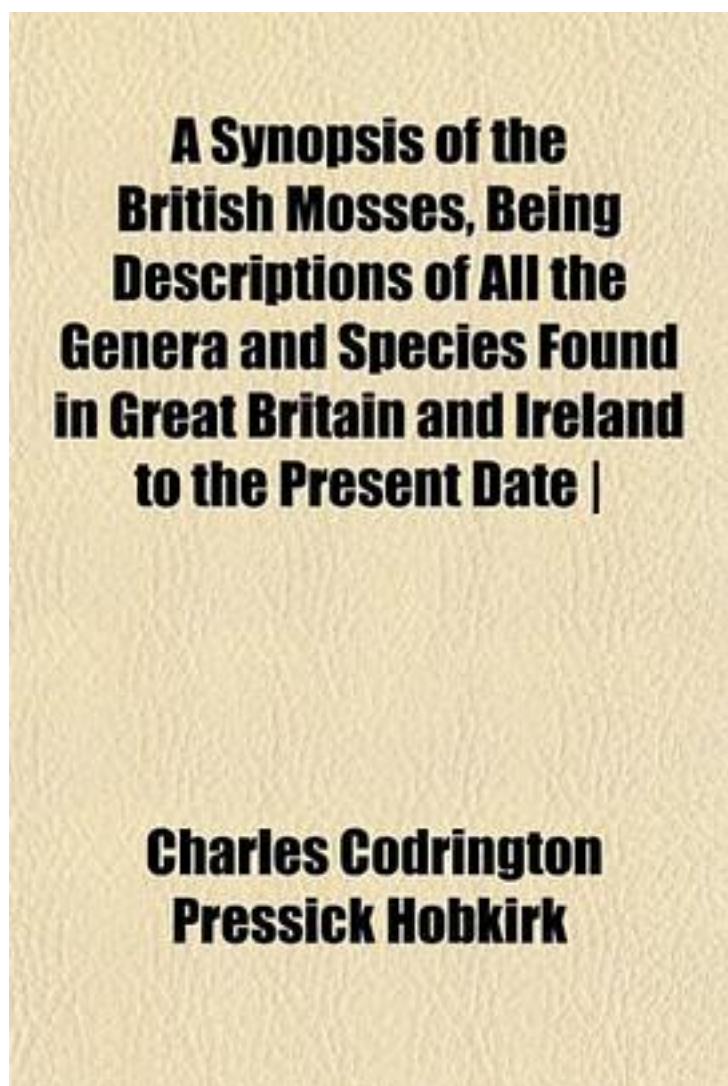 A Synopsis of the
British Mosses, Being
Descriptions of All the
Genera and Species Found
in Great Britain and Ireland
to the Present Date |
Charles Codrington
Pressick Hobkirk